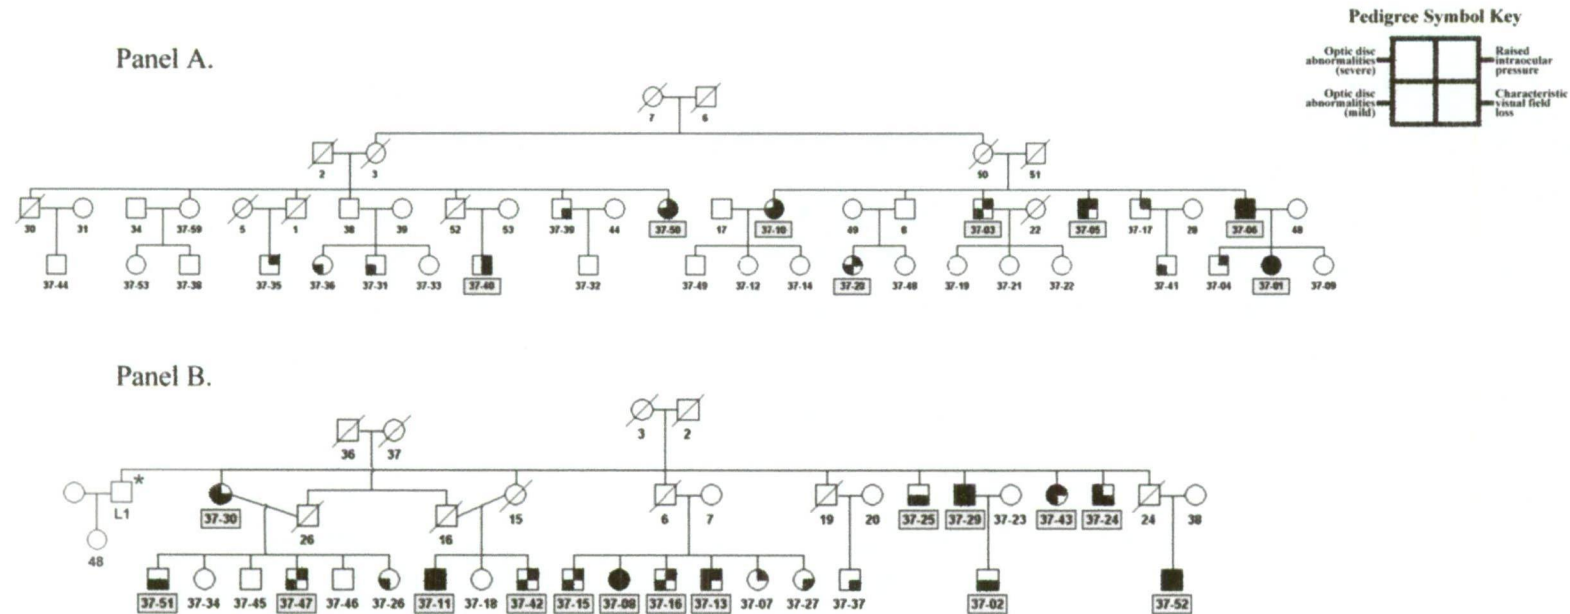 Pedigree Symbol Key
Optic disc abnormalities (severe)
Raised intraocular pressure
Optic disc abnormalities (mild)
Characteristic visual field loss
Panel A.
7 6
2 3 50 51
30 31 34 37-59 5 1 38 39 52 53 37-39 44 37-50 17 37-10 49 8 37-03 22 37-05 37-17 28 37-06 48
37-44 37-53 37-38 37-35 37-36 37-31 37-33 37-40 37-32 37-49 37-12 37-14 37-20 37-48 37-19 37-21 37-22 37-41 37-04 37-01 37-09
Panel B.
36 37 3 2
*
L1 37-30 26 16 15 6 7 19 20 37-25 37-29 37-23 37-43 37-24 24 38
48
37-51 37-34 37-45 37-47 37-46 37-26 37-11 37-18 37-42 37-15 37-08 37-16 37-13 37-07 37-27 37-37 37-02 37-52